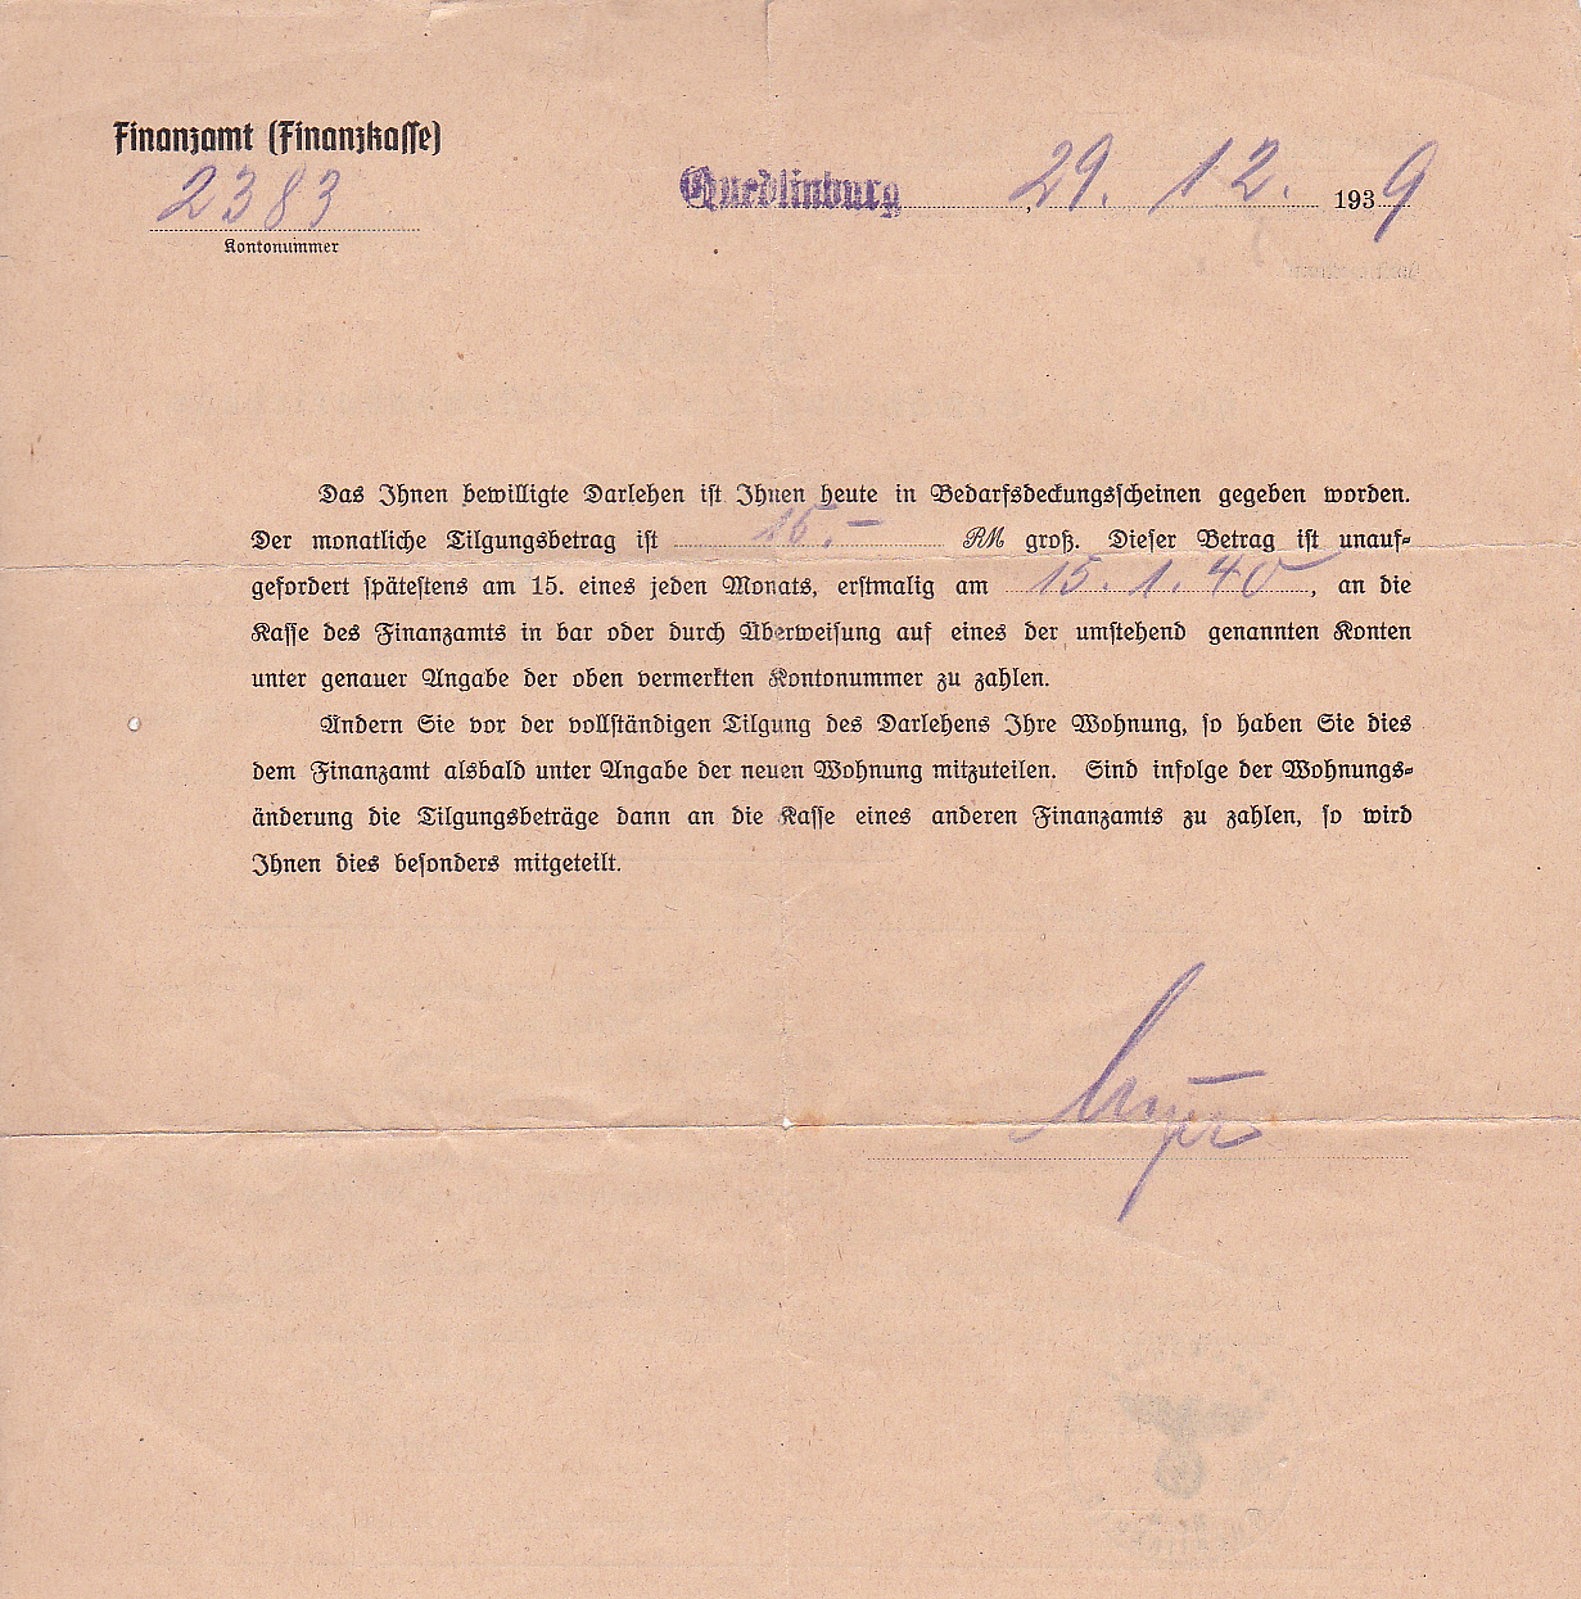 Finanzamt (Finanzkasse)
2383
Kontonummer
Quedlinburg, 29. 12. 1939
Das Ihnen bewilligte Darlehen ist Ihnen heute in Bedarfsdeckungsscheinen gegeben worden.
Der monatliche Tilgungsbetrag ist 16.– RM groß. Dieser Betrag ist unauf-
gefordert spätestens am 15. eines jeden Monats, erstmalig am 15. 1. 40, an die
Kasse des Finanzamts in bar oder durch Überweisung auf eines der umstehend genannten Konten
unter genauer Angabe der oben vermerkten Kontonummer zu zahlen.
Ändern Sie vor der vollständigen Tilgung des Darlehens Ihre Wohnung, so haben Sie dies
dem Finanzamt alsbald unter Angabe der neuen Wohnung mitzuteilen. Sind infolge der Wohnungs-
änderung die Tilgungsbeträge dann an die Kasse eines anderen Finanzamts zu zahlen, so wird
Ihnen dies besonders mitgeteilt.